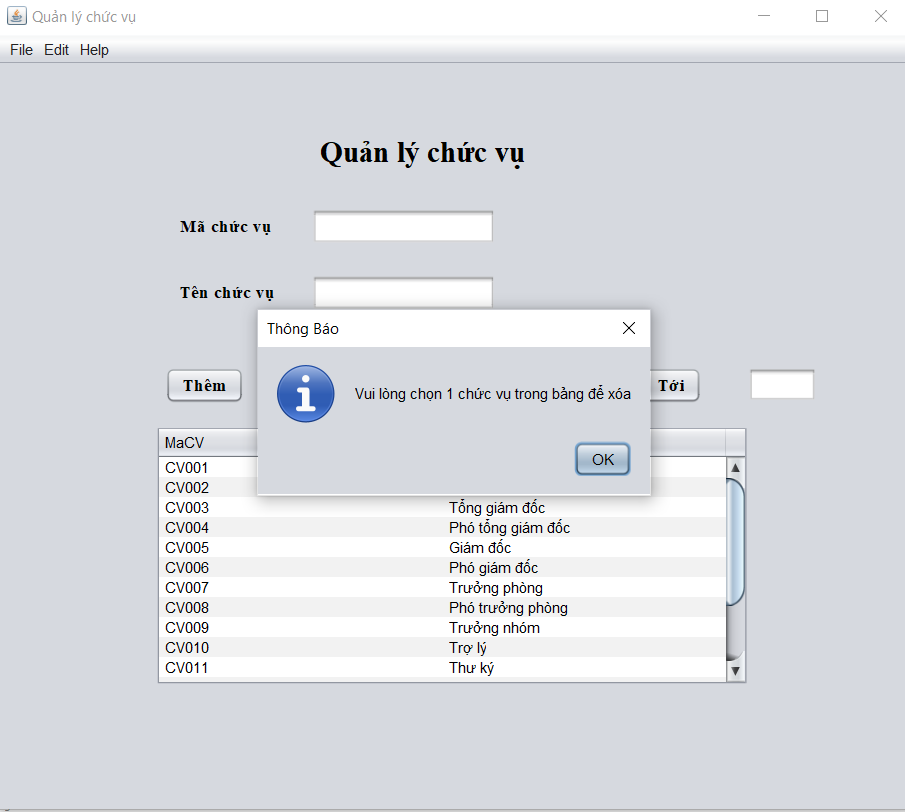 Quản lý chức vụ
File Edit Help
Quản lý chức vụ
Mã chức vụ
Tên chức vụ
Thông Báo
Vui lòng chọn 1 chức vụ trong bảng để xóa
OK
Thêm
Tới
MaCV
CV001
CV002
CV003 Tổng giám đốc
CV004 Phó tổng giám đốc
CV005 Giám đốc
CV006 Phó giám đốc
CV007 Trưởng phòng
CV008 Phó trưởng phòng
CV009 Trưởng nhóm
CV010 Trợ lý
CV011 Thư ký